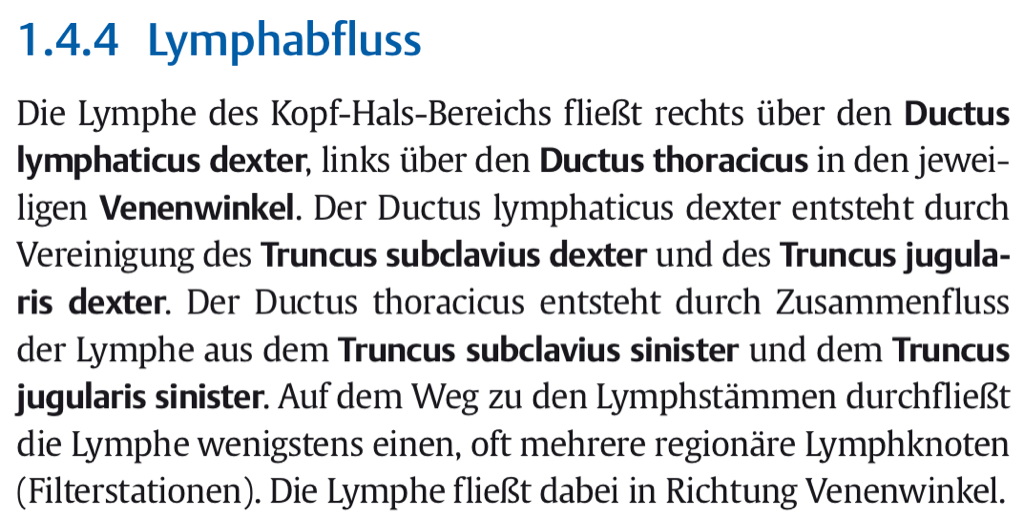 1.4.4 Lymphabfluss
Die Lymphe des Kopf-Hals-Bereichs fließt rechts über den Ductus
lymphaticus dexter, links über den Ductus thoracicus in den jewei-
ligen Venenwinkel. Der Ductus lymphaticus dexter entsteht durch
Vereinigung des Truncus subclavius dexter und des Truncus jugula-
ris dexter. Der Ductus thoracicus entsteht durch Zusammenfluss
der Lymphe aus dem Truncus subclavius sinister und dem Truncus
jugularis sinister. Auf dem Weg zu den Lymphstämmen durchfließt
die Lymphe wenigstens einen, oft mehrere regionäre Lymphknoten
(Filterstationen). Die Lymphe fließt dabei in Richtung Venenwinkel.